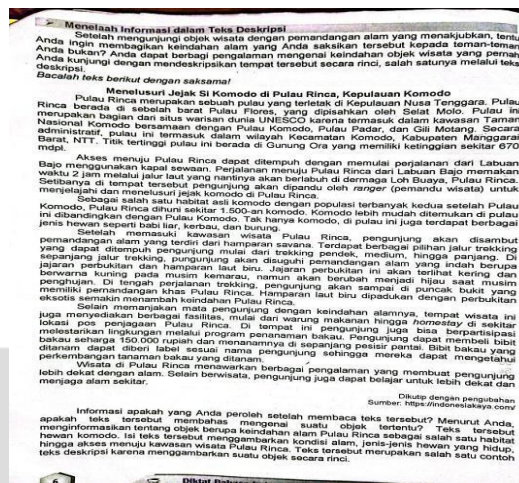 Menelaah Informasi dalam Teks Deskripsi
Setelah mengunjungi objek wisata dengan pemandangan alam yang menakjubkan, tentu
Anda ingin membagikan keindahan alam yang Anda saksikan tersebut kepada teman-teman
Anda bukan? Anda dapat berbagi pengalaman mengenai keindahan objek wisata yang pernah
Anda kunjungi dengan mendeskripsikan tempat tersebut secara rinci, salah satunya melalui teks
deskripsi.
Bacalah teks berikut dengan saksama!
Menelusuri Jejak Si Komodo di Pulau Rinca, Kepulauan Komodo
Pulau Rinca merupakan sebuah pulau yang terletak di Kepulauan Nusa Tenggara. Pulau
Rinca berada di sebelah barat Pulau Flores, yang dipisahkan oleh Selat Molo. Pulau ini
merupakan bagian dari situs warisan dunia UNESCO karena termasuk dalam kawasan Taman
Nasional Komodo bersamaan dengan Pulau Komodo, Pulau Padar, dan Gili Motang. Secara
administratif, pulau ini termasuk dalam wilayah Kecamatan Komodo, Kabupaten Manggarai
Barat, NTT. Titik tertinggi pulau ini berada di Gunung Ora yang memiliki ketinggian sekitar 670
mdpl.
Akses menuju Pulau Rinca dapat ditempuh dengan memulai perjalanan dari Labuan
Bajo menggunakan kapal sewaan. Perjalanan menuju Pulau Rinca dari Labuan Bajo memakan
waktu 2 jam melalui jalur laut yang nantinya akan berlabuh di dermaga Loh Buaya, Pulau Rinca.
Setibanya di tempat tersebut pengunjung akan dipandu oleh ranger (pemandu wisata) untuk
menjelajahi dan menelusuri jejak komodo di Pulau Rinca.
Sebagai salah satu habitat asli komodo dengan populasi terbanyak kedua setelah Pulau
Komodo, Pulau Rinca dihuni sekitar 1.500-an komodo. Komodo lebih mudah ditemukan di pulau
ini dibandingkan dengan Pulau Komodo. Tak hanya komodo, di pulau ini juga terdapat berbagai
jenis hewan seperti babi liar, kerbau, dan burung.
Setelah memasuki kawasan wisata Pulau Rinca, pengunjung akan disambut
pemandangan alam yang terdiri dari hamparan savana. Terdapat berbagai pilihan jalur trekking
yang dapat ditempuh pengunjung mulai dari trekking pendek, medium, hingga panjang. Di
sepanjang jalur trekking, pungunjung akan disuguhi pemandangan alam yang indah berupa
jajaran perbukitan dan hamparan laut biru. Jajaran perbukitan ini akan terlihat kering dan
berwarna kuning pada musim kemarau, namun akan berubah menjadi hijau saat musim
penghujan. Di tengah perjalanan trekking, pengunjung akan sampai di puncak bukit yang
memiliki pemandangan khas Pulau Rinca. Hamparan laut biru dipadukan dengan perbukitan
eksotis semakin menambah keindahan Pulau Rinca.
Selain memanjakan mata pengunjung dengan keindahan alamnya, tempat wisata ini
juga menyediakan berbagai fasilitas, mulai dari warung makanan hingga homestay di sekitar
lokasi pos penjagaan Pulau Rinca. Di tempat ini pengunjung juga bisa berpartisipasi
melestarikan lingkungan melalui program penanaman bakau. Pengunjung dapat membeli bibit
bakau seharga 150.000 rupiah dan menanamnya di sepanjang pesisir pantai. Bibit bakau yang
ditanam dapat diberi label sesuai nama pengunjung sehingga mereka dapat mengetahui
perkembangan tanaman bakau yang ditanam.
Wisata di Pulau Rinca menawarkan berbagai pengalaman yang membuat pengunjung
lebih dekat dengan alam. Selain berwisata, pengunjung juga dapat belajar untuk lebih dekat dan
menjaga alam sekitar.
Dikutip dengan pengubahan
Sumber: https://indonesiakaya.com/
Informasi apakah yang Anda peroleh setelah membaca teks tersebut? Menurut Anda,
apakah teks tersebut membahas mengenai suatu objek tertentu? Teks tersebut
menginformasikan tentang objek berupa keindahan alam Pulau Rinca sebagai salah satu habitat
hewan komodo. Isi teks tersebut menggambarkan kondisi alam, jenis-jenis hewan yang hidup,
hingga akses menuju kawasan wisata Pulau Rinca. Teks tersebut merupakan salah satu contoh
teks deskripsi karena menggambarkan suatu objek secara rinci.
6 Diktat